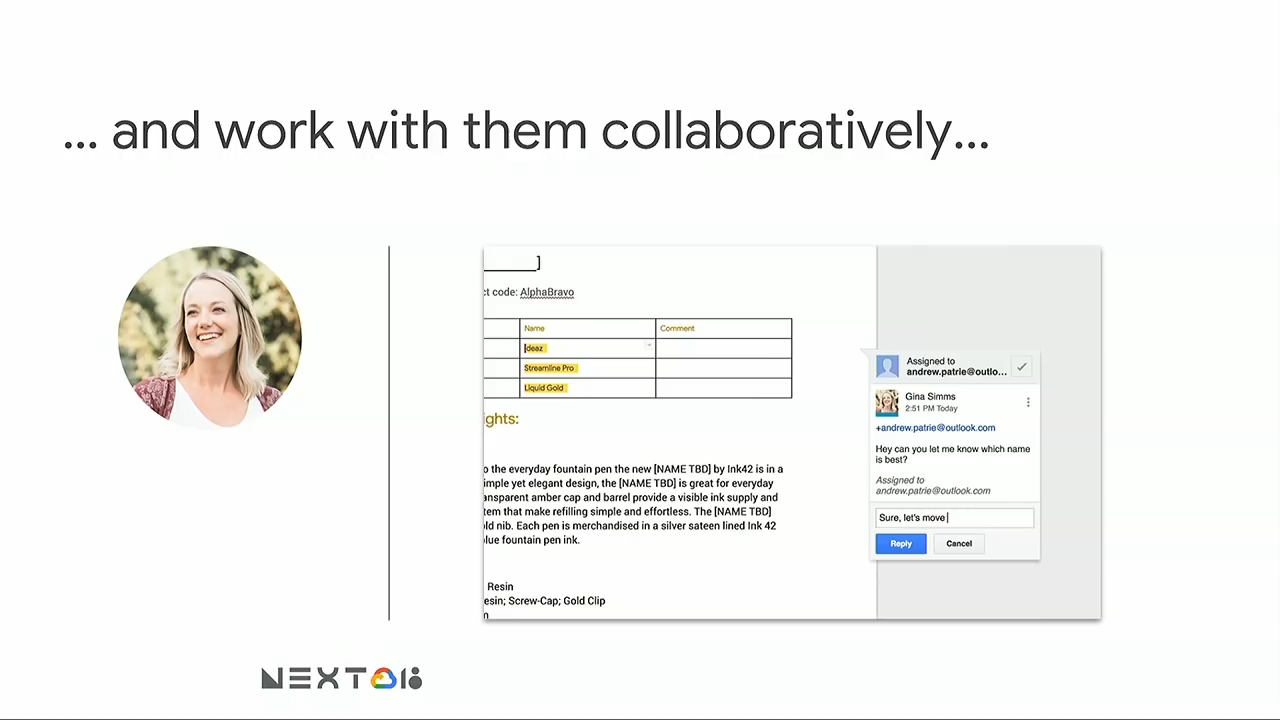 ... and work with them collaboratively...
]
ct code: AlphaBravo
Name Comment
Ideaz
Streamline Pro
Liquid Gold
ights:
o the everyday fountain pen the new [NAME TBD] by Ink42 is in a
imple yet elegant design, the [NAME TBD] is great for everyday
ansparent amber cap and barrel provide a visible ink supply and
tem that make refilling simple and effortless. The [NAME TBD]
old nib. Each pen is merchandised in a silver sateen lined Ink 42
olue fountain pen ink.
Resin
esin; Screw-Cap; Gold Clip
Assigned to
andrew.patrie@outlo...
Gina Simms
2:51 PM Today
+andrew.patrie@outlook.com
Hey can you let me know which name
is best?
Assigned to
andrew.patrie@outlook.com
Sure, let's move
Reply Cancel
NEXT 18